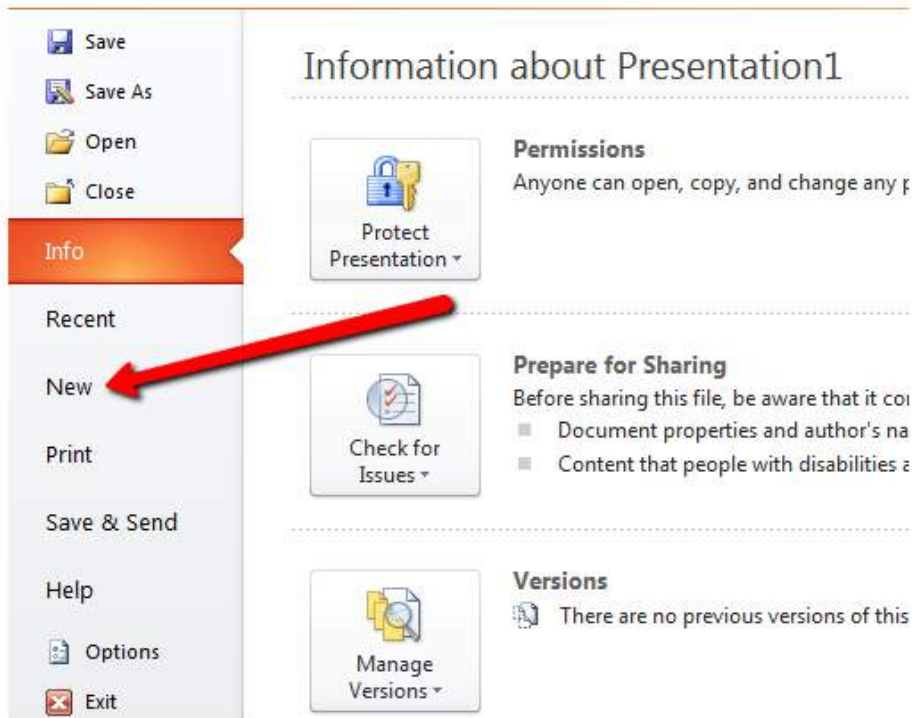 Save
Save As
Open
Close
Info
Recent
New
Print
Save & Send
Help
Options
Exit
Information about Presentation1
Protect
Presentation
Permissions
Anyone can open, copy, and change any
Check for
Issues
Prepare for Sharing
Before sharing this file, be aware that it
Document properties and author's
Content that people with disabilities
Manage
Versions
Versions
There are no previous versions of this